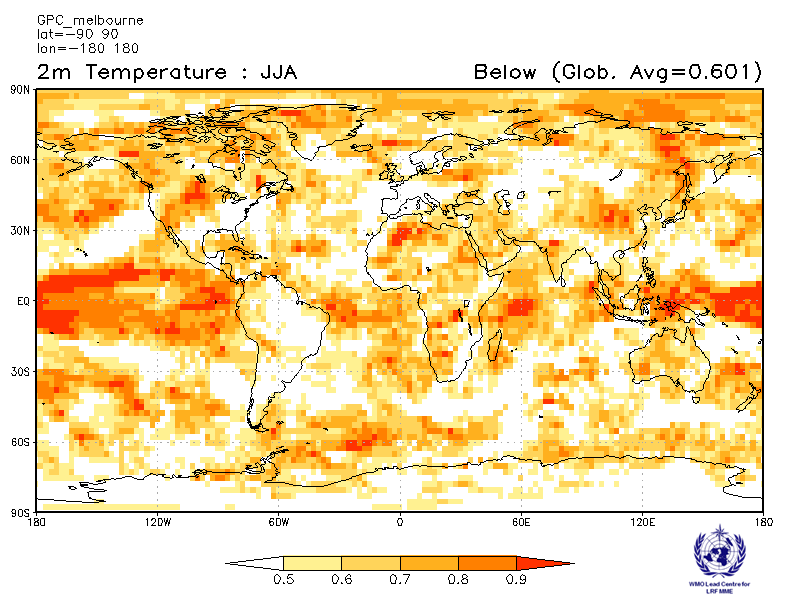 GPC_melbourne
lat=−90 90
lon=−180 180
2m Temperature : JJA Below (Glob. Avg=0.601)
90N
60N
30N
EQ
30S
60S
90S
180 120W 60W 0 60E 120E 180
0.5 0.6 0.7 0.8 0.9
WMO Lead Centre for
LRF MME